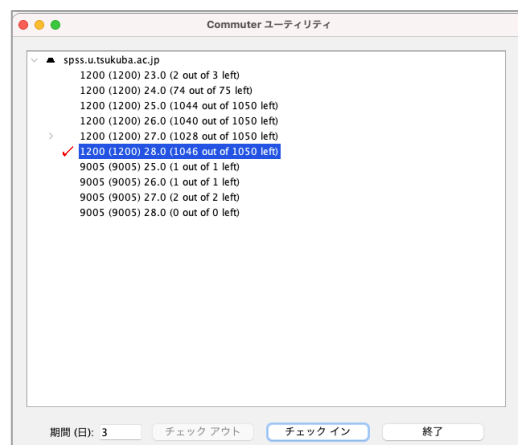 Commuter ユーティリティ
spss.u.tsukuba.ac.jp
1200 (1200) 23.0 (2 out of 3 left)
1200 (1200) 24.0 (74 out of 75 left)
1200 (1200) 25.0 (1044 out of 1050 left)
1200 (1200) 26.0 (1040 out of 1050 left)
1200 (1200) 27.0 (1028 out of 1050 left)
1200 (1200) 28.0 (1046 out of 1050 left)
9005 (9005) 25.0 (1 out of 1 left)
9005 (9005) 26.0 (1 out of 1 left)
9005 (9005) 27.0 (2 out of 2 left)
9005 (9005) 28.0 (0 out of 0 left)
期間 (日): 3 チェック アウト チェック イン 終了